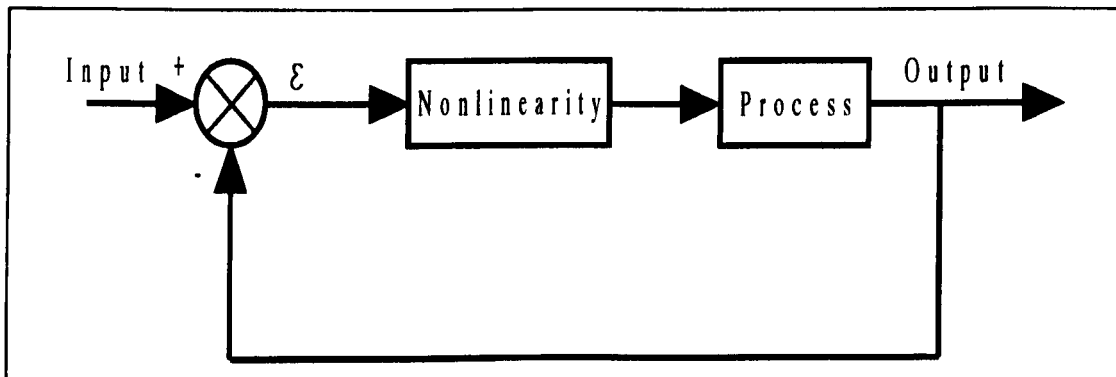 Input + ε Nonlinearity Process Output
-